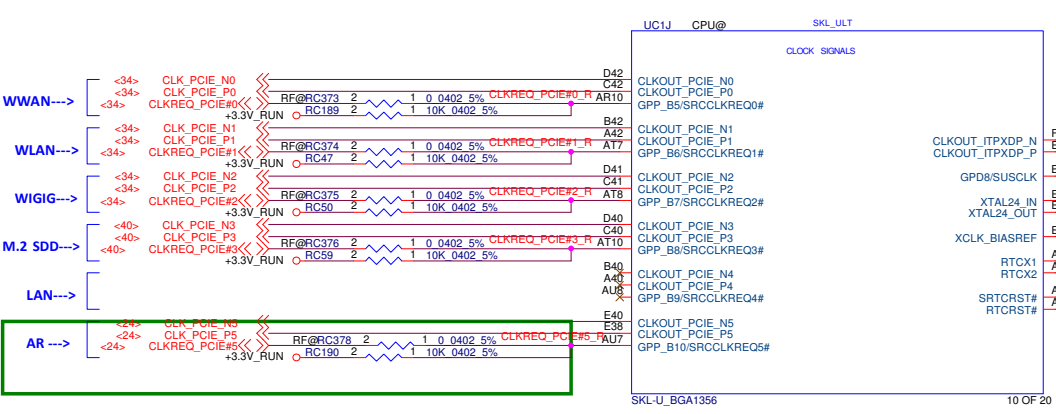 UC1J CPU@ SKL_ULT
CLOCK SIGNALS
WWAN--->
<34> CLK_PCIE_N0 D42 CLKOUT_PCIE_N0
<34> CLK_PCIE_P0 C42 CLKOUT_PCIE_P0
<34> CLKREQ_PCIE#0 RF@RC373 2 1 0_0402_5% CLKREQ_PCIE#0_R AR10 GPP_B5/SRCCLKREQ0#
+3.3V_RUN RC189 2 1 10K_0402_5%
WLAN--->
<34> CLK_PCIE_N1 B42 CLKOUT_PCIE_N1
<34> CLK_PCIE_P1 A42 CLKOUT_PCIE_P1 CLKOUT_ITPXDP_N
<34> CLKREQ_PCIE#1 RF@RC374 2 1 0_0402_5% CLKREQ_PCIE#1_R AT7 GPP_B6/SRCCLKREQ1# CLKOUT_ITPXDP_P
+3.3V_RUN RC47 2 1 10K_0402_5%
WIGIG--->
<34> CLK_PCIE_N2 D41 CLKOUT_PCIE_N2 GPD8/SUSCLK
<34> CLK_PCIE_P2 C41 CLKOUT_PCIE_P2
<34> CLKREQ_PCIE#2 RF@RC375 2 1 0_0402_5% CLKREQ_PCIE#2_R AT8 GPP_B7/SRCCLKREQ2# XTAL24_IN
+3.3V_RUN RC50 2 1 10K_0402_5% XTAL24_OUT
M.2 SDD--->
<40> CLK_PCIE_N3 D40 CLKOUT_PCIE_N3
<40> CLK_PCIE_P3 C40 CLKOUT_PCIE_P3 XCLK_BIASREF
<40> CLKREQ_PCIE#3 RF@RC376 2 1 0_0402_5% CLKREQ_PCIE#3_R AT10 GPP_B8/SRCCLKREQ3#
+3.3V_RUN RC59 2 1 10K_0402_5% RTCX1
LAN--->
B40 CLKOUT_PCIE_N4 RTCX2
A40 CLKOUT_PCIE_P4
AU8 GPP_B9/SRCCLKREQ4# SRTCRST#
RTCRST#
AR --->
<24> CLK_PCIE_N5 E40 CLKOUT_PCIE_N5
<24> CLK_PCIE_P5 E38 CLKOUT_PCIE_P5
<24> CLKREQ_PCIE#5 RF@RC378 2 1 0_0402_5% CLKREQ_PCIE#5_R AU7 GPP_B10/SRCCLKREQ5#
+3.3V_RUN RC190 2 1 10K_0402_5%
SKL-U_BGA1356 10 OF 20